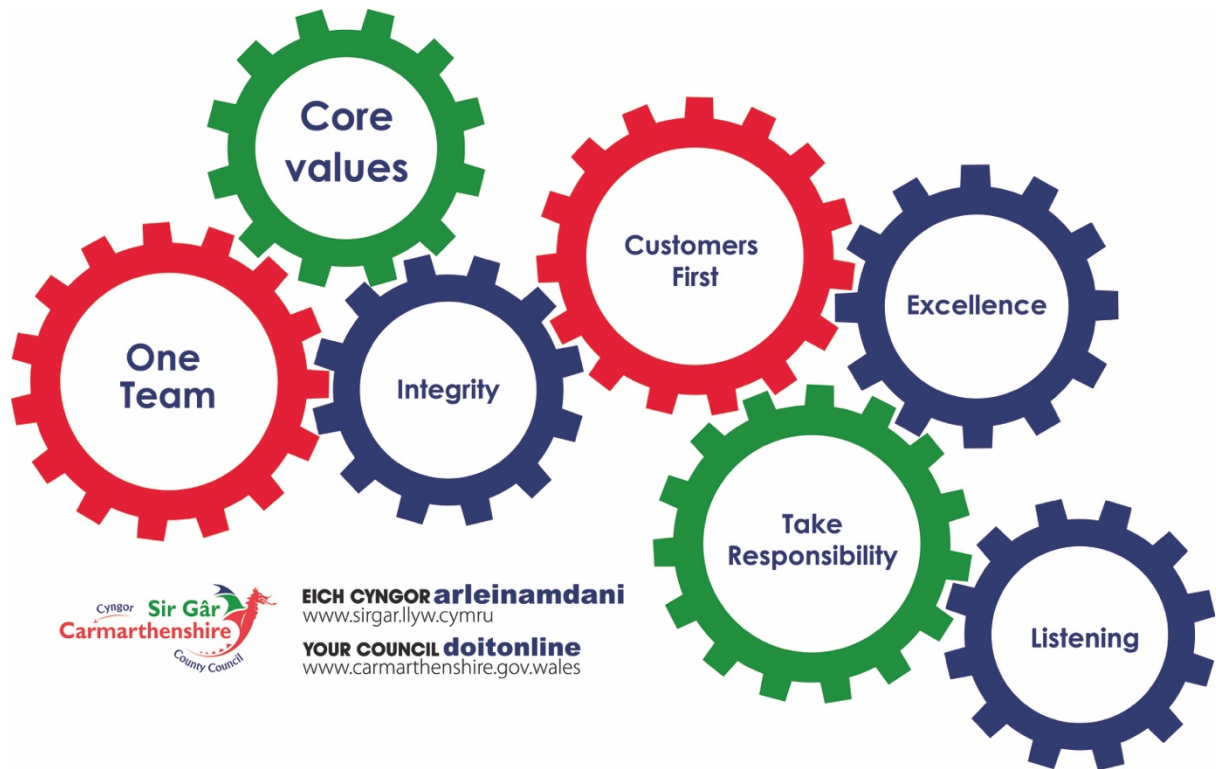 Core
values
One
Team
Integrity
Customers
First
Excellence
Take
Responsibility
Listening
Cyngor Sir Gâr
Carmarthenshire
County Council
EICH CYNGOR arleinamdani
www.sirgar.llyw.cymru
YOUR COUNCIL doitonline
www.carmarthenshire.gov.wales